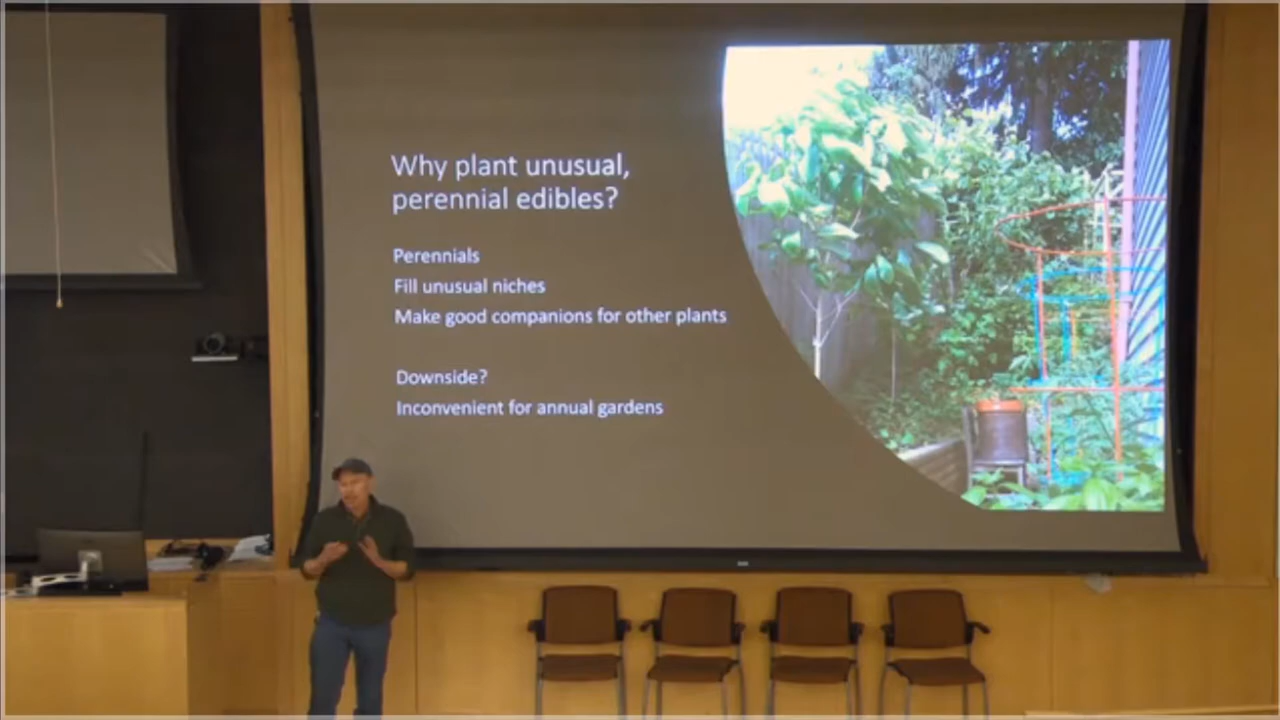 Why plant unusual,
perennial edibles?
Perennials
Fill unusual niches
Make good companions for other plants
Downside?
Inconvenient for annual gardens